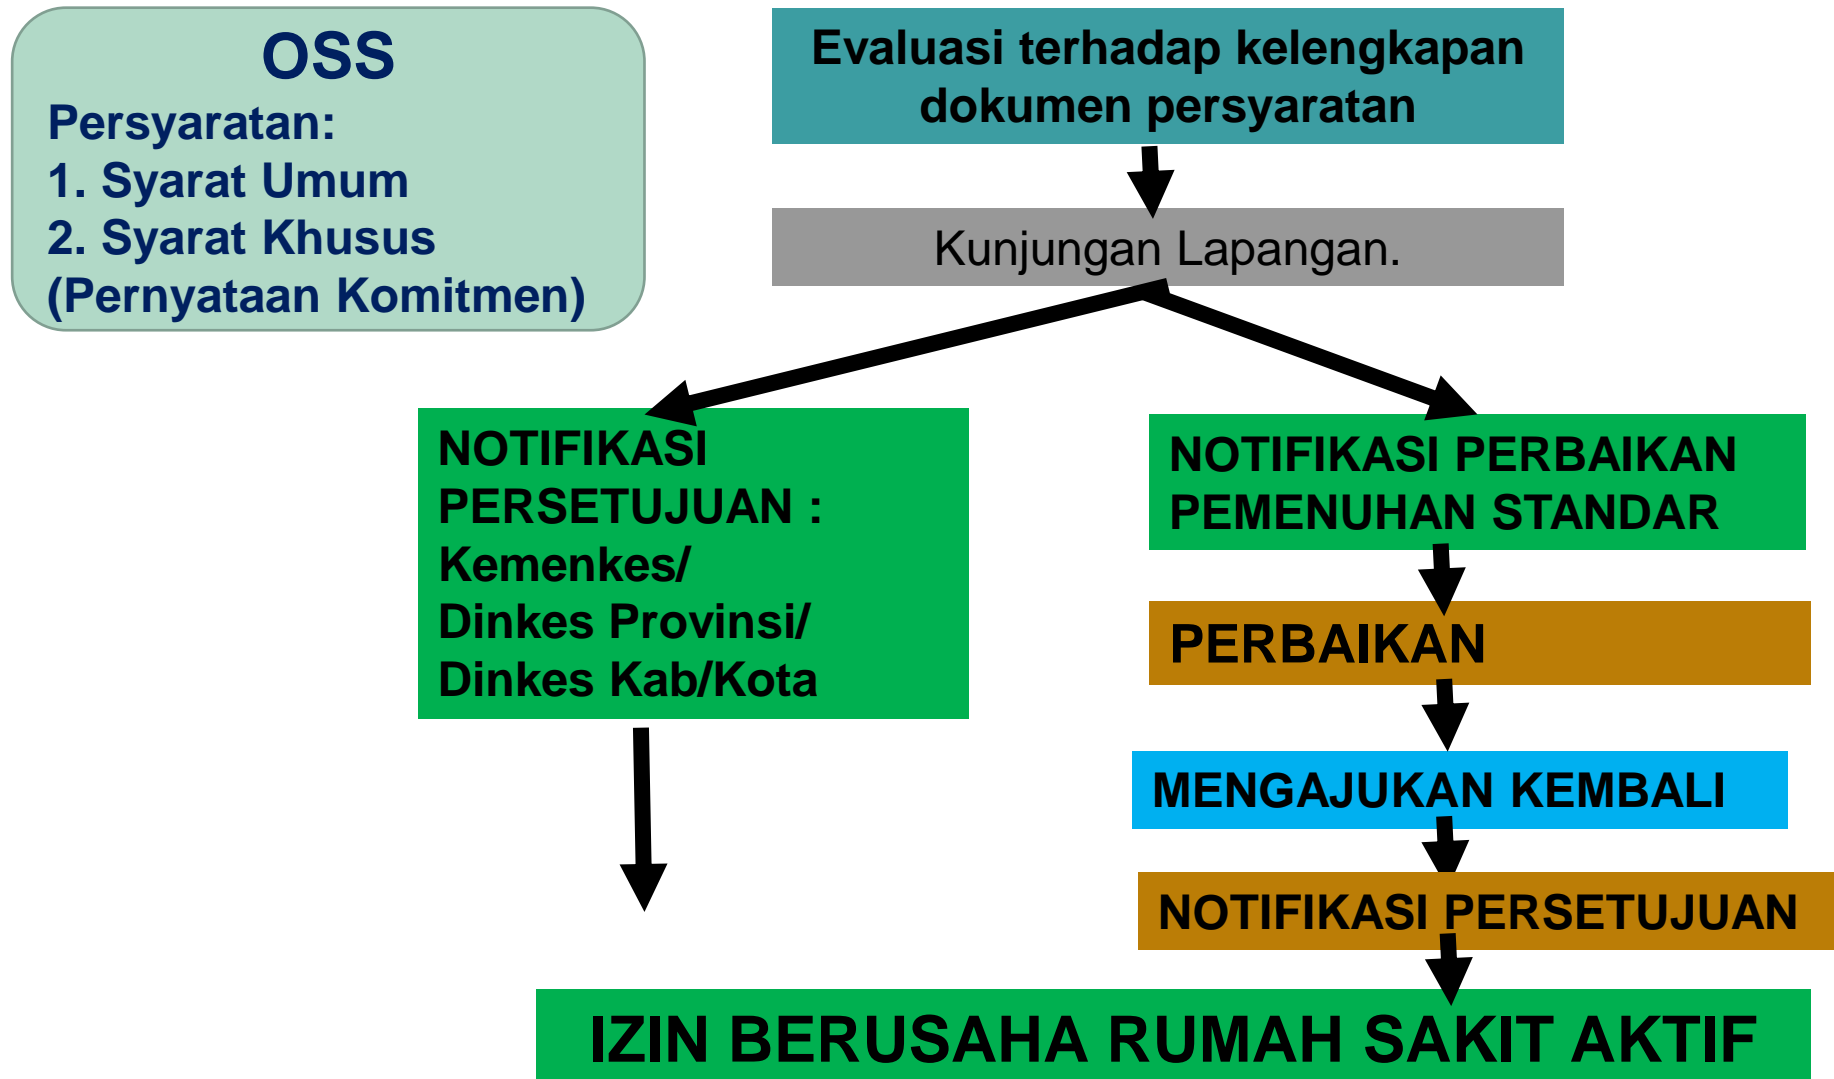 OSS
Persyaratan:
1. Syarat Umum
2. Syarat Khusus
(Pernyataan Komitmen)
Evaluasi terhadap kelengkapan
dokumen persyaratan
Kunjungan Lapangan.
NOTIFIKASI
PERSETUJUAN :
Kemenkes/
Dinkes Provinsi/
Dinkes Kab/Kota
NOTIFIKASI PERBAIKAN
PEMENUHAN STANDAR
PERBAIKAN
MENGAJUKAN KEMBALI
NOTIFIKASI PERSETUJUAN
IZIN BERUSAHA RUMAH SAKIT AKTIF